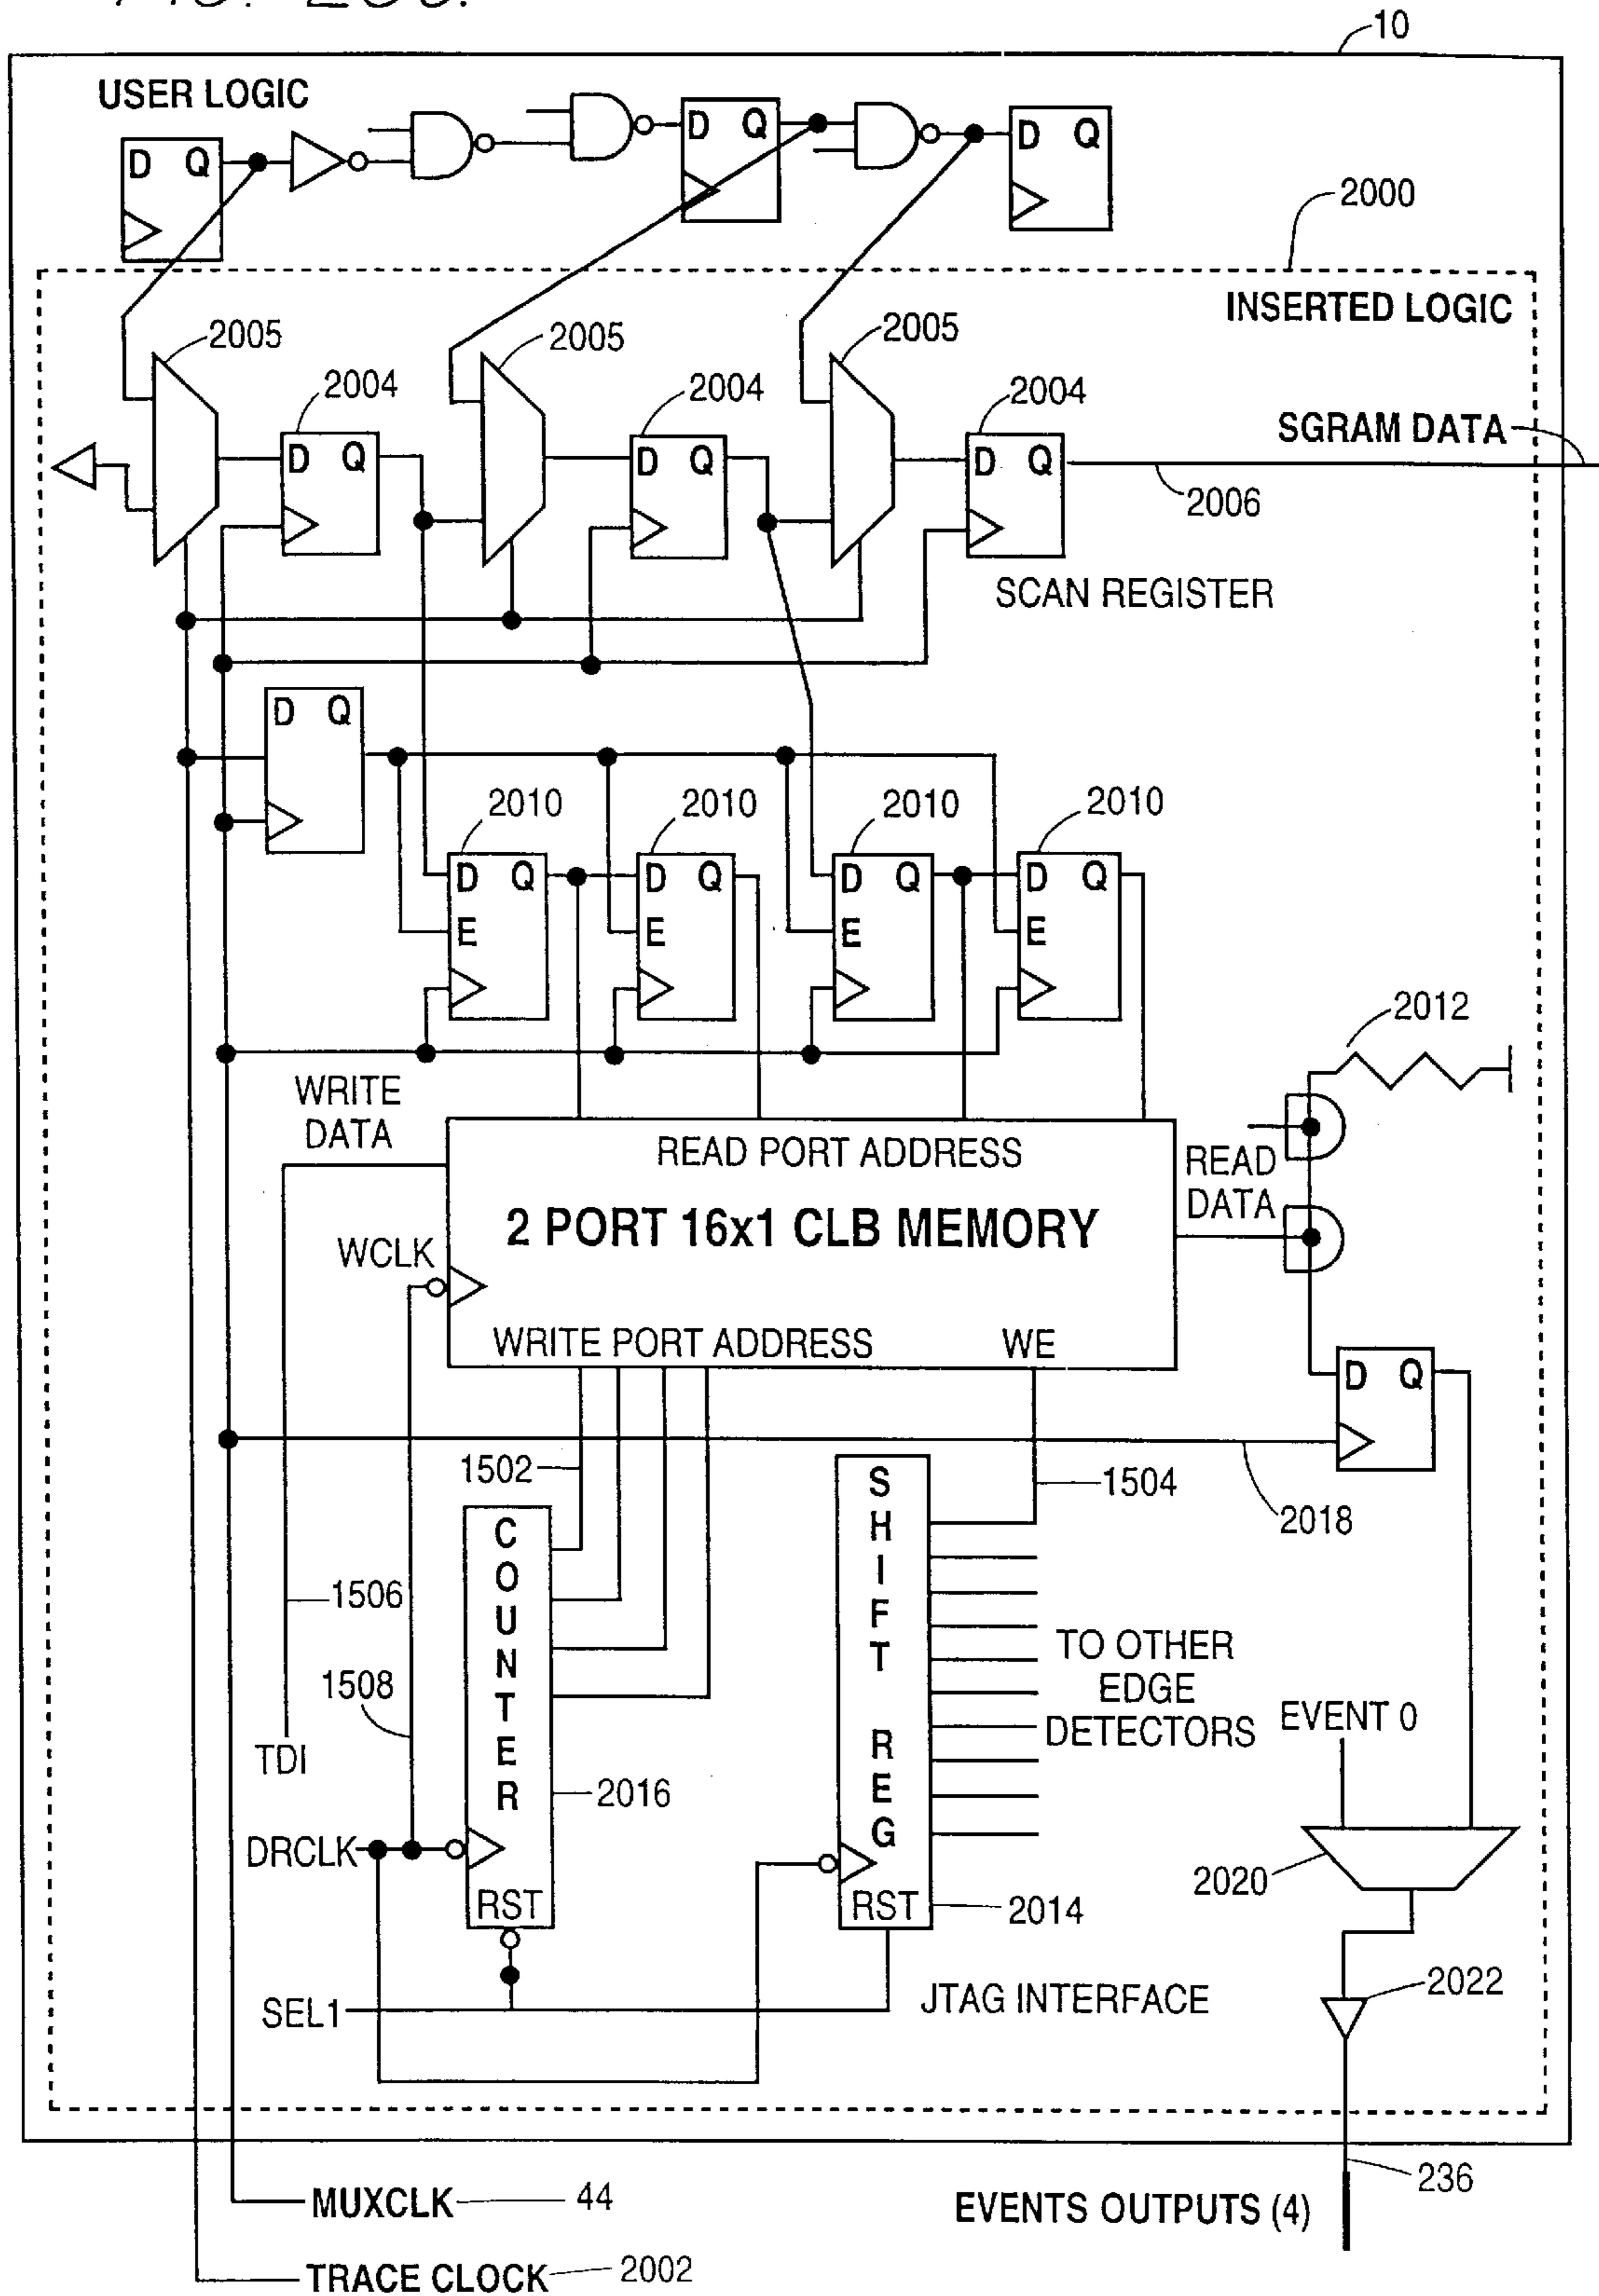 10
USER LOGIC
D Q
D Q
D Q
2000
INSERTED LOGIC
2005
2005
2005
2004
2004
2004
SGRAM DATA
D Q
D Q
D Q
2006
SCAN REGISTER
D Q
2010
2010
2010
2010
D Q
E
D Q
E
D Q
E
D Q
E
2012
WRITE
DATA
READ PORT ADDRESS
READ
DATA
2 PORT 16x1 CLB MEMORY
WCLK
WRITE PORT ADDRESS
WE
D Q
1502
1504
2018
COUNTER
SHIFT REG
1506
TO OTHER
EDGE
DETECTORS
1508
EVENT 0
TDI
2016
DRCLK
2020
RST
RST
2014
SEL1
JTAG INTERFACE
2022
236
MUXCLK
44
EVENTS OUTPUTS (4)
TRACE CLOCK
2002